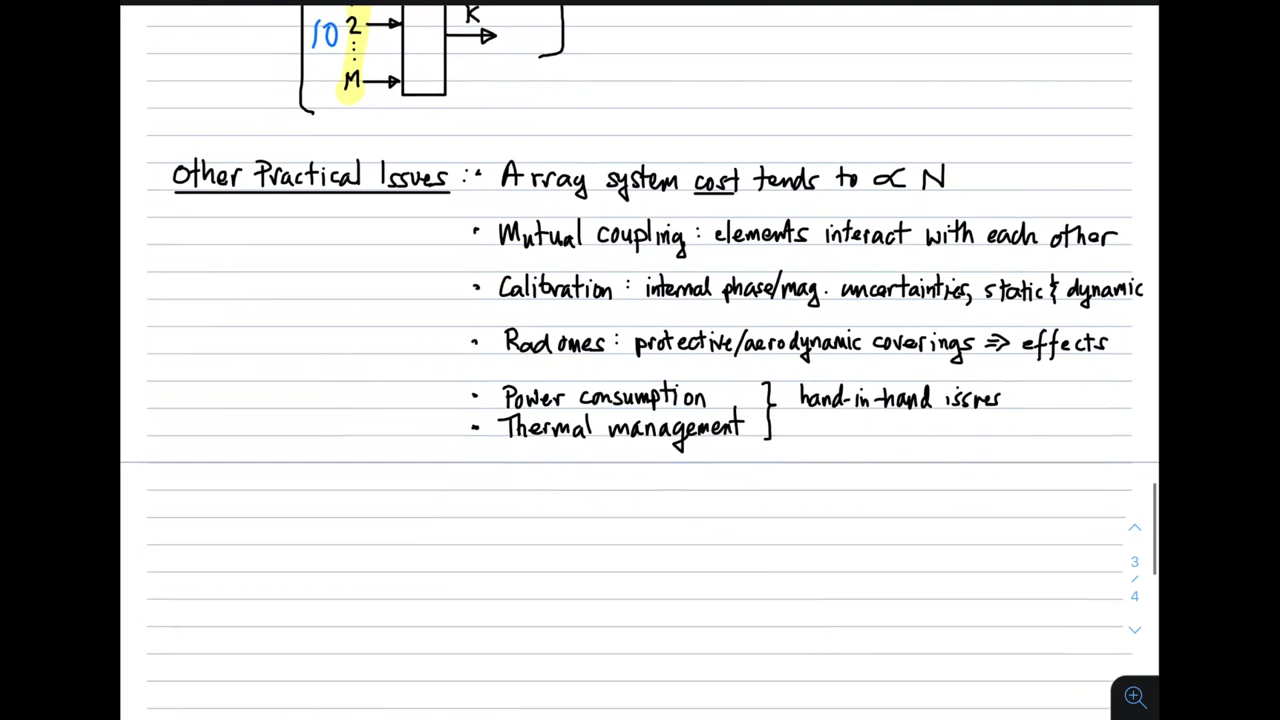 K
10 2
⋮
M
Other Practical Issues :· Array system cost tends to ∝ N
· Mutual coupling : elements interact with each other
· Calibration : internal phase/mag. uncertainties, static & dynamic
· Radomes : protective/aerodynamic coverings ⇒ effects
· Power consumption } hand-in-hand issues
· Thermal management
3
/
4